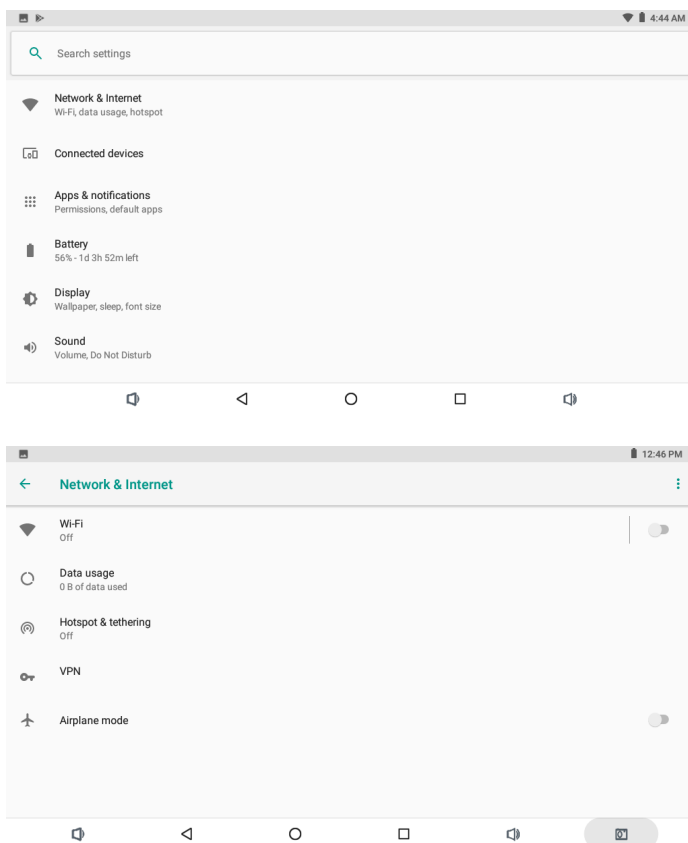 4:44 AM
Search settings
Network & Internet
Wi-Fi, data usage, hotspot
Connected devices
Apps & notifications
Permissions, default apps
Battery
56% - 1d 3h 52m left
Display
Wallpaper, sleep, font size
Sound
Volume, Do Not Disturb
12:46 PM
Network & Internet
Wi-Fi
Off
Data usage
0 B of data used
Hotspot & tethering
Off
VPN
Airplane mode